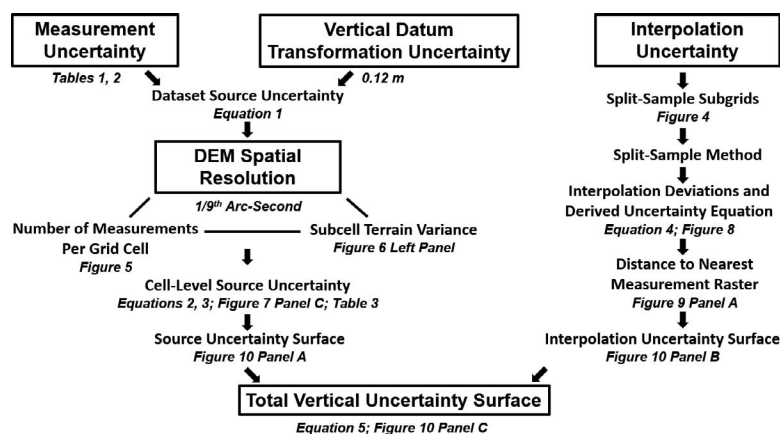 Measurement
Uncertainty
Tables 1, 2
Vertical Datum
Transformation Uncertainty
0.12 m
Dataset Source Uncertainty
Equation 1
DEM Spatial
Resolution
1/9th Arc-Second
Number of Measurements
Per Grid Cell
Figure 5
Subcell Terrain Variance
Figure 6 Left Panel
Cell-Level Source Uncertainty
Equations 2, 3; Figure 7 Panel C; Table 3
Source Uncertainty Surface
Figure 10 Panel A
Interpolation
Uncertainty
Split-Sample Subgrids
Figure 4
Split-Sample Method
Interpolation Deviations and
Derived Uncertainty Equation
Equation 4; Figure 8
Distance to Nearest
Measurement Raster
Figure 9 Panel A
Interpolation Uncertainty Surface
Figure 10 Panel B
Total Vertical Uncertainty Surface
Equation 5; Figure 10 Panel C